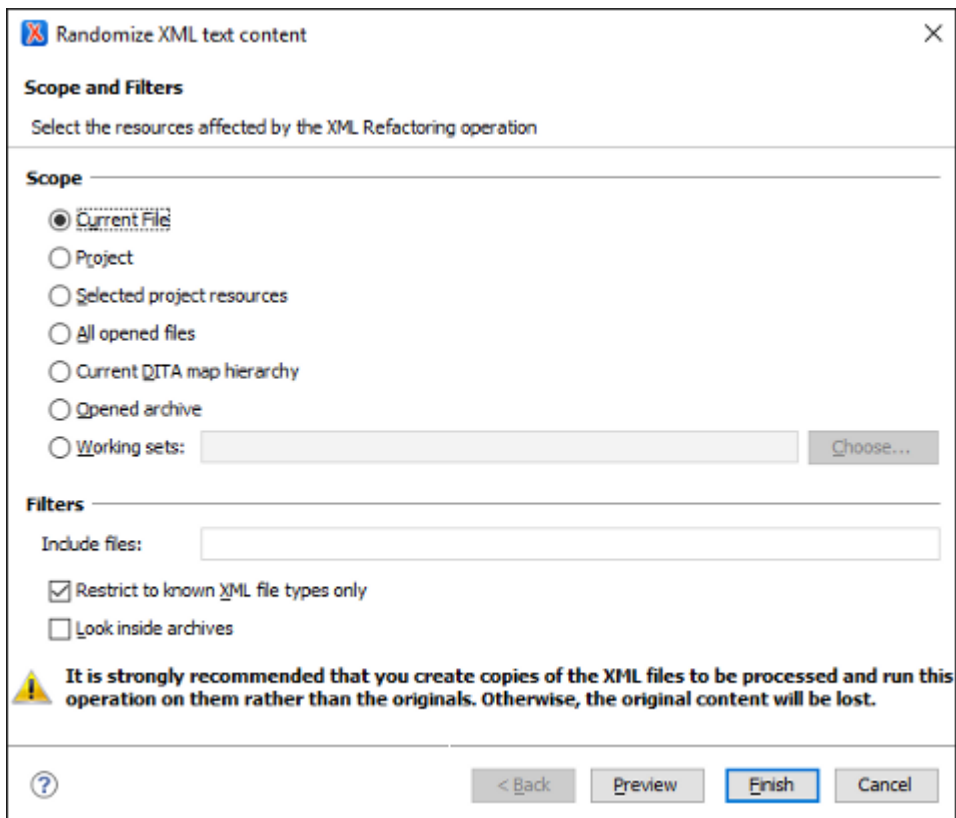 Randomize XML text content
Scope and Filters
Select the resources affected by the XML Refactoring operation
Scope
Current File
Project
Selected project resources
All opened files
Current DITA map hierarchy
Opened archive
Working sets:
Choose...
Filters
Include files:
Restrict to known XML file types only
Look inside archives
It is strongly recommended that you create copies of the XML files to be processed and run this
operation on them rather than the originals. Otherwise, the original content will be lost.
? < Back Preview Finish Cancel